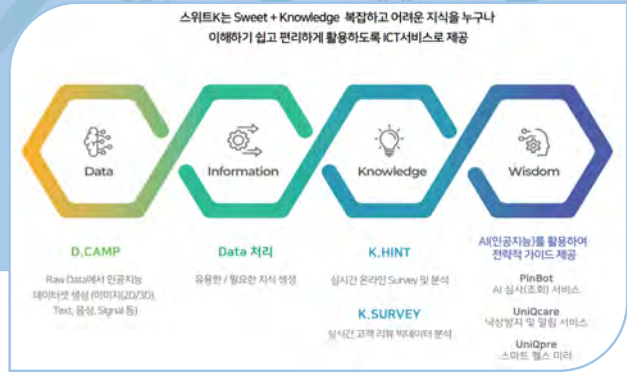 스위트K는 Sweet + Knowledge 복잡하고 어려운 지식을 누구나
이해하기 쉽고 편리하게 활용하도록 ICT서비스로 제공
Data
Information
Knowledge
Wisdom
D.CAMP
Raw Data에서 인공지능
데이터셋 생성 (이미지(2D/3D),
Text, 음성, Signal 등)
Data 처리
유용한 / 필요한 지식 생성
K.HINT
실시간 온라인 Survey 및 분석
K.SURVEY
실시간 고객 리뷰 빅데이터 분석
AI(인공지능)를 활용하여
전략적 가이드 제공
PinBot
AI 심사(조회) 서비스
UniQcare
낙상방지 및 알림 서비스
UniQpre
스마트 헬스 미러